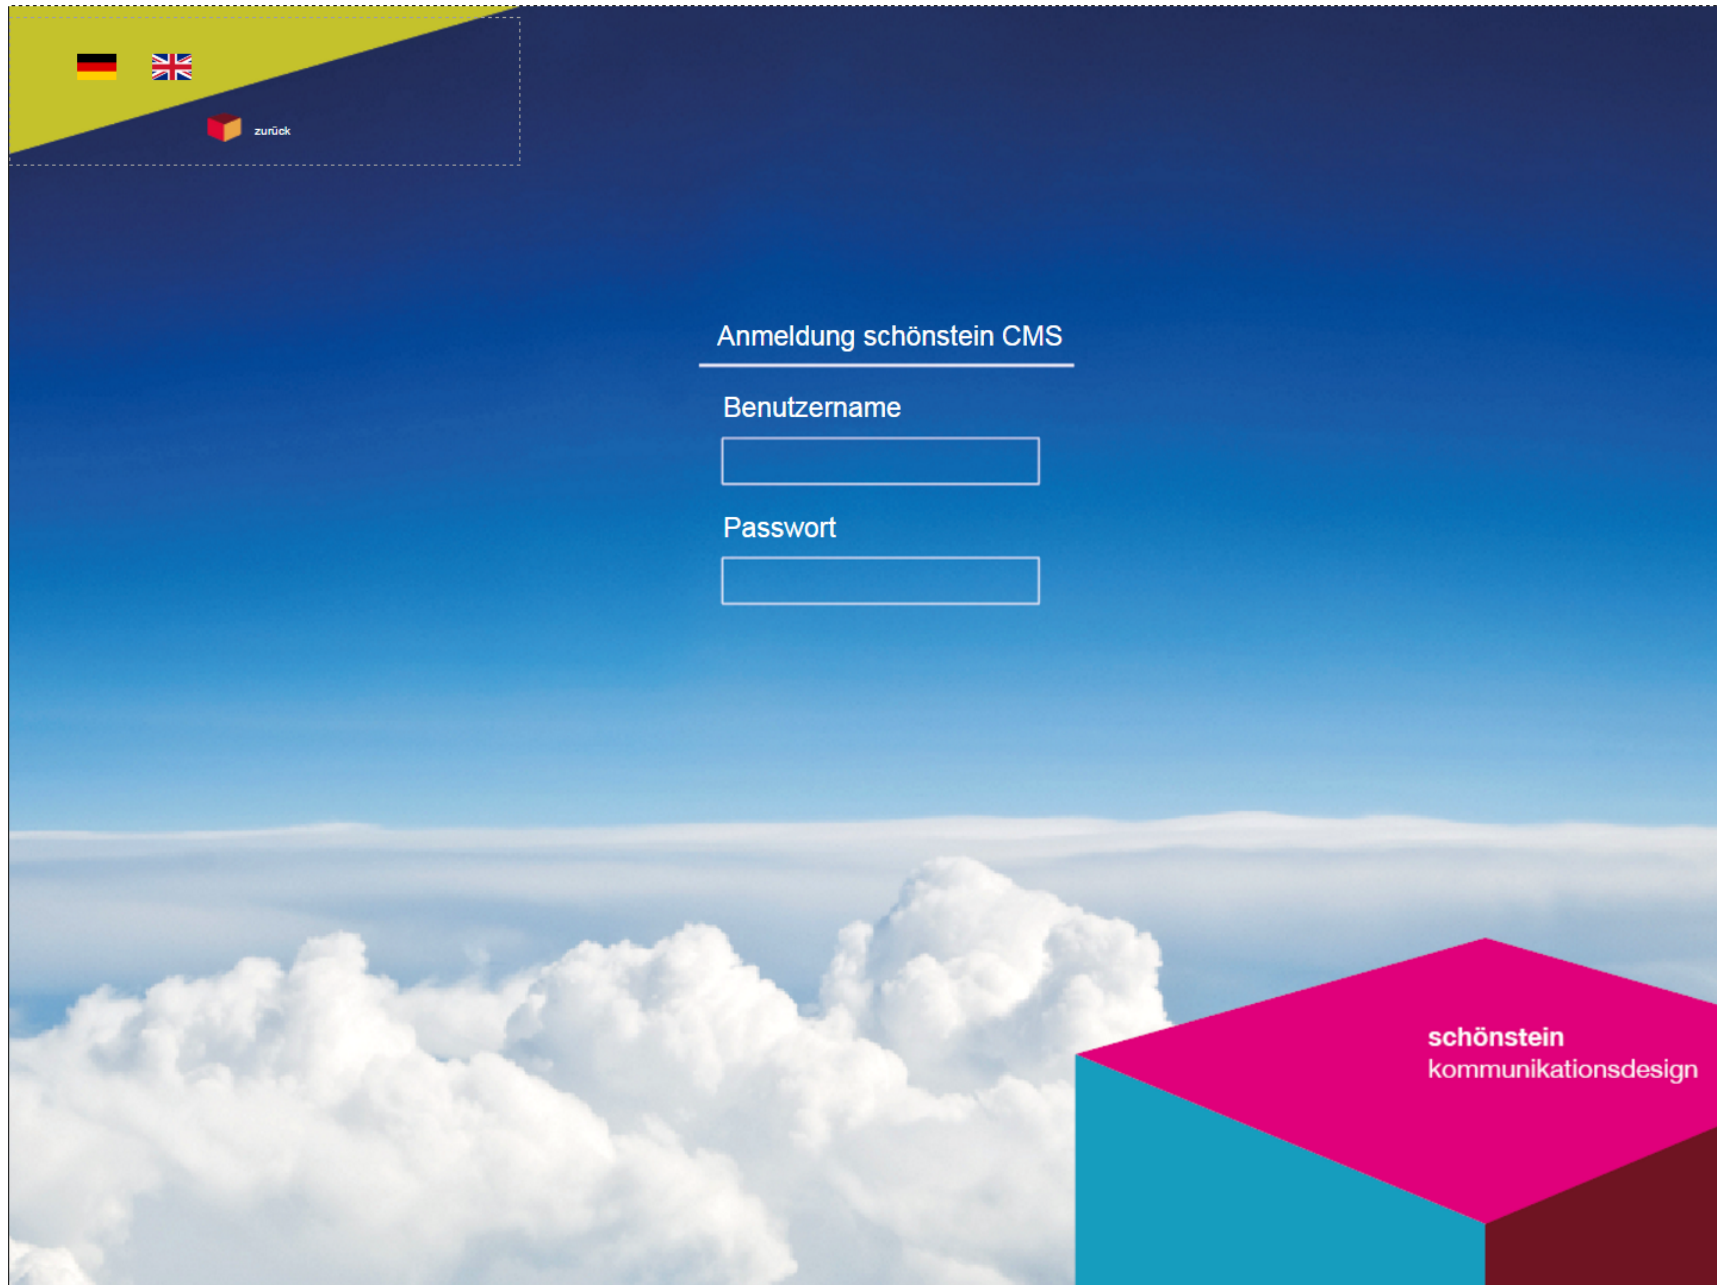 zurück
Anmeldung schönstein CMS
Benutzername
Passwort
schönstein
kommunikationsdesign